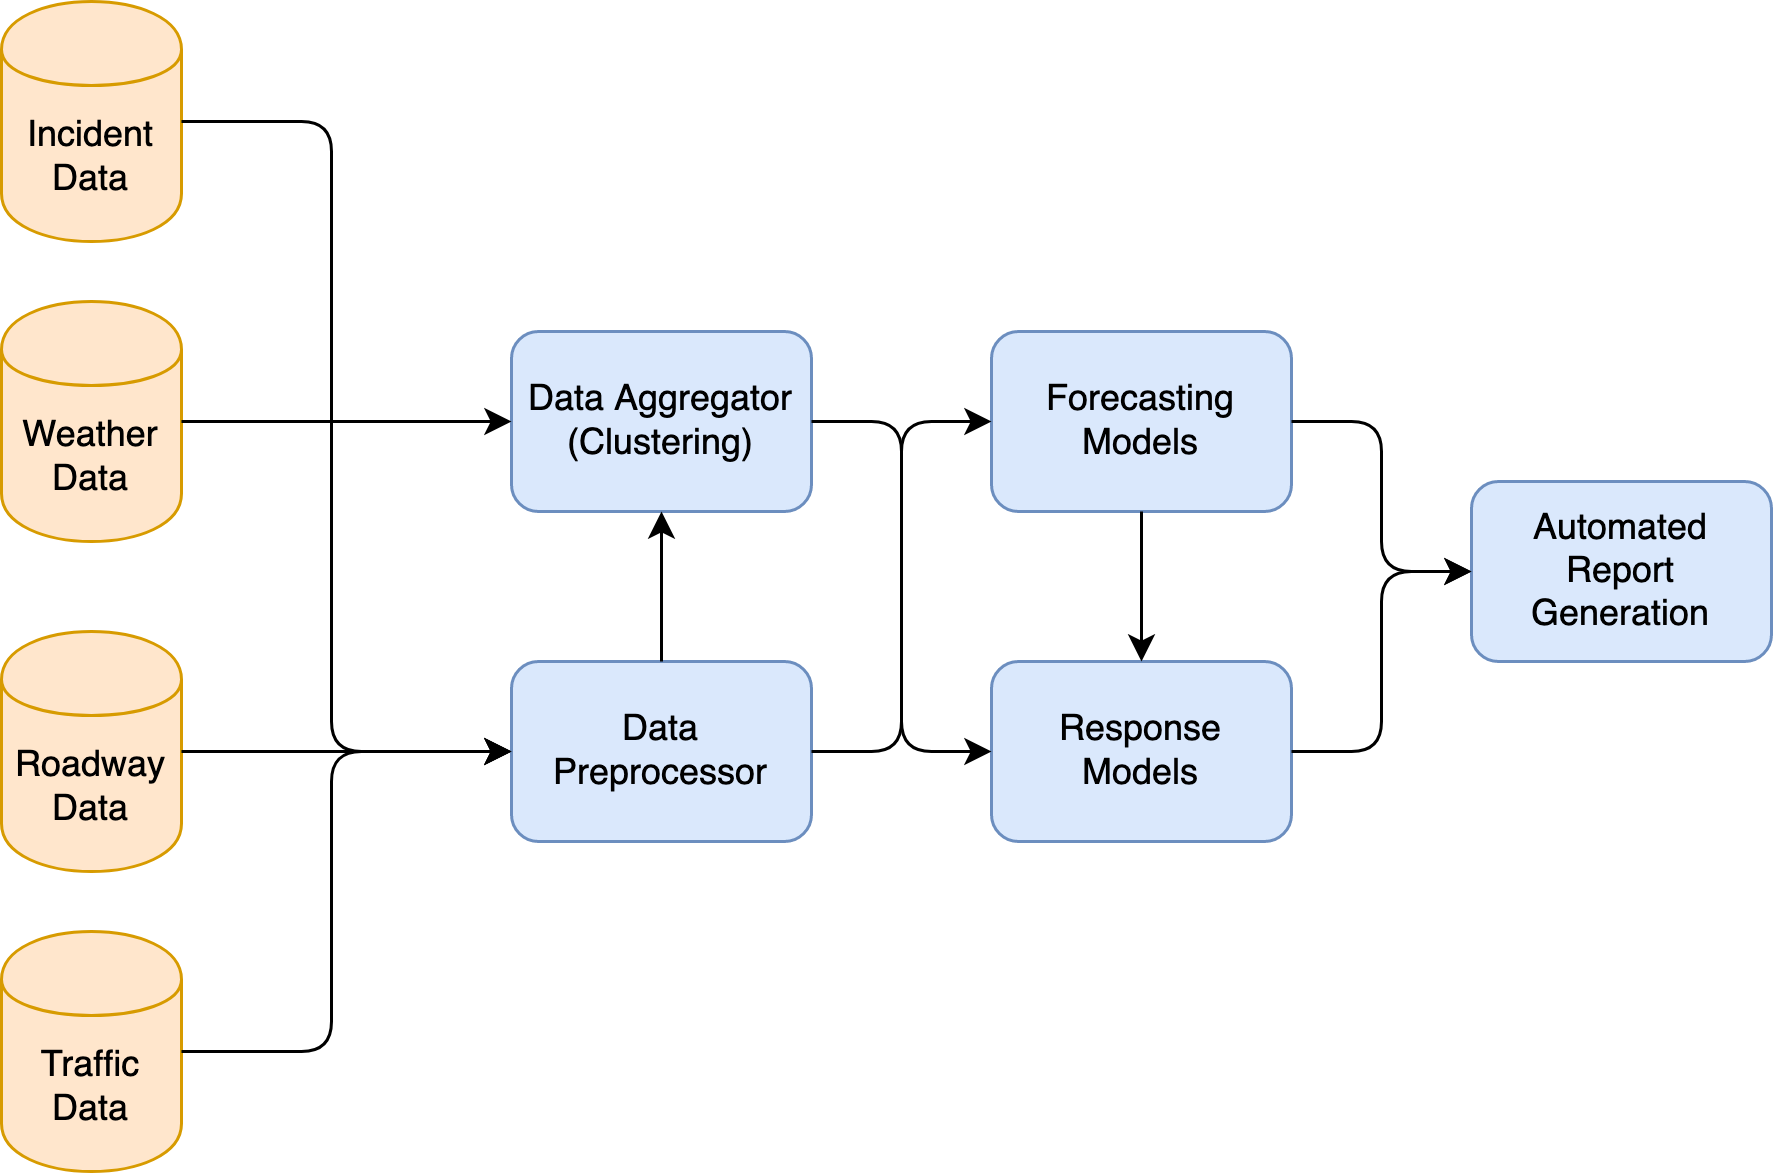 Incident
Data
Weather
Data
Roadway
Data
Traffic
Data
Data Aggregator
(Clustering)
Data
Preprocessor
Forecasting
Models
Response
Models
Automated
Report
Generation